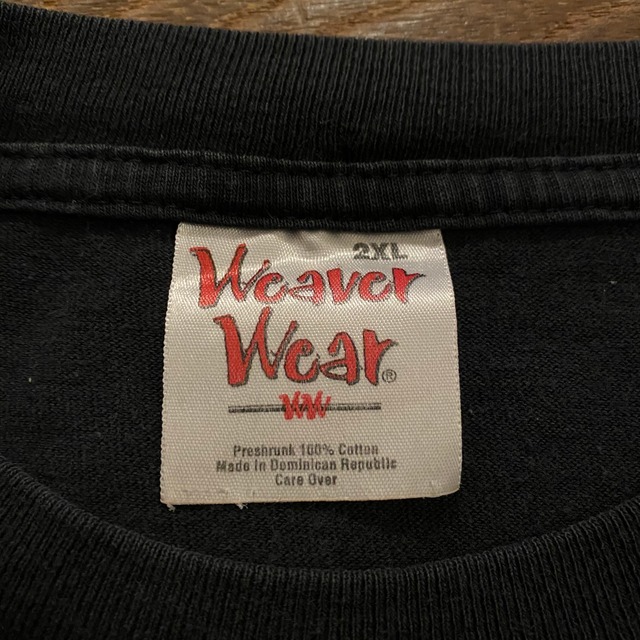 2XL
Weaver
Wear®
WW
Preshrunk 100% Cotton
Made in Dominican Republic
Care Over